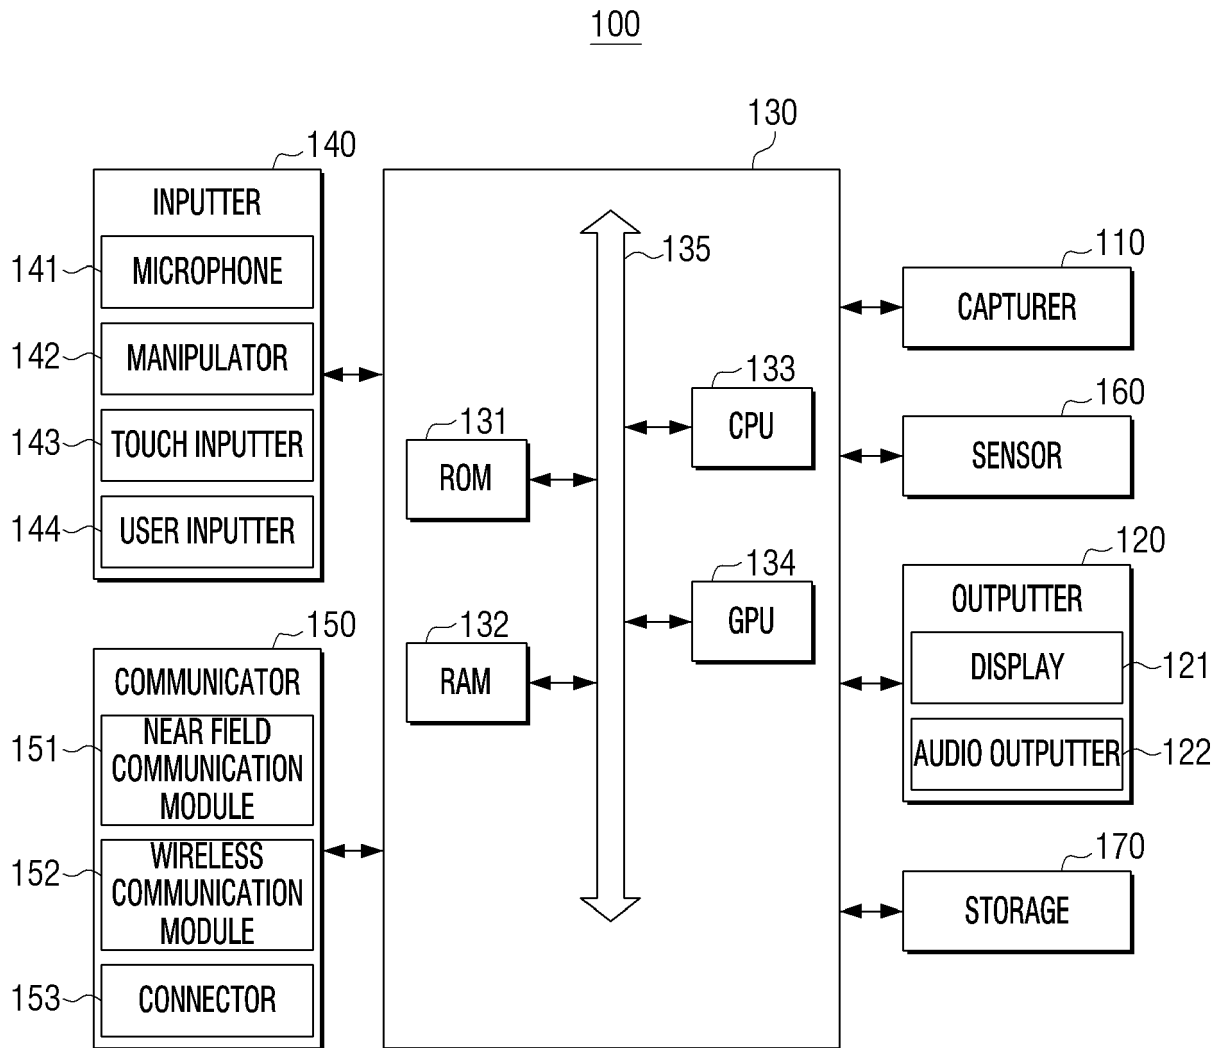 100
130
140
INPUTTER
141
MICROPHONE
142
MANIPULATOR
143
TOUCH INPUTTER
144
USER INPUTTER
150
COMMUNICATOR
151
NEAR FIELD
COMMUNICATION
MODULE
152
WIRELESS
COMMUNICATION
MODULE
153
CONNECTOR
135
131
ROM
132
RAM
133
CPU
134
GPU
110
CAPTURER
160
SENSOR
120
OUTPUTTER
DISPLAY
121
AUDIO OUTPUTTER
122
170
STORAGE